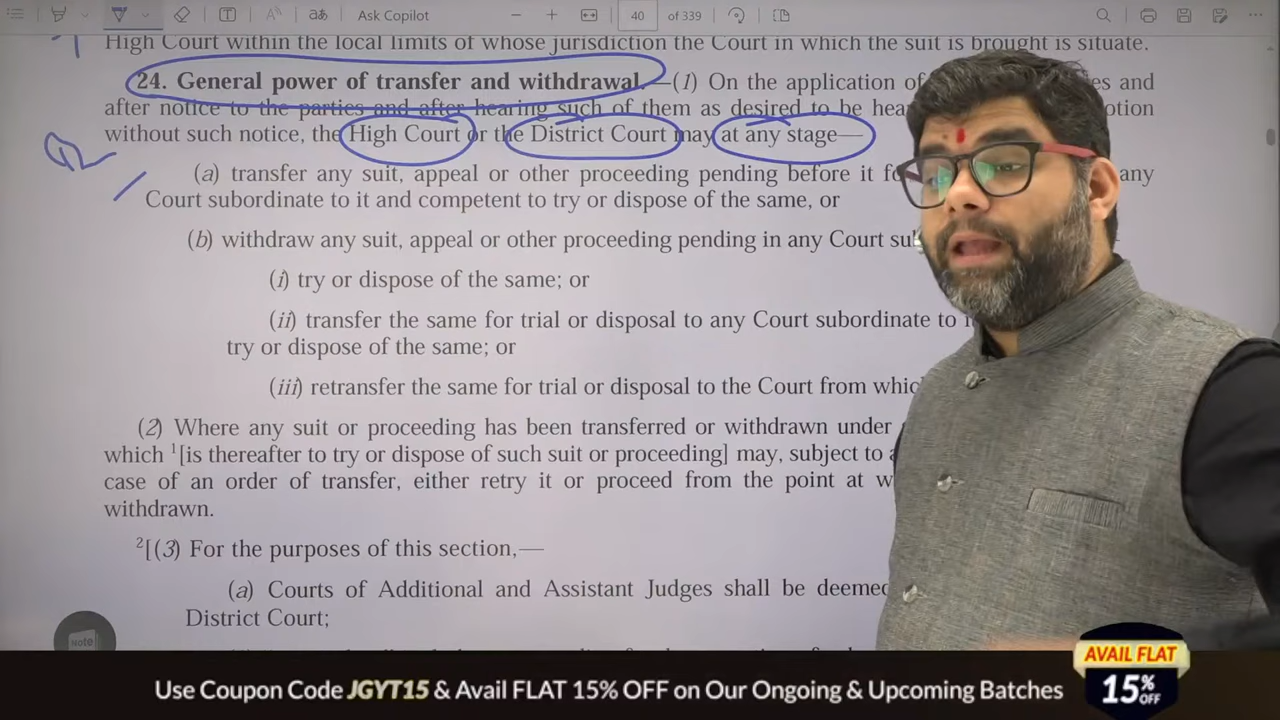 Ask Copilot
40 of 339
High Court within the local limits of whose jurisdiction the Court in which the suit is brought is situate.
24. General power of transfer and withdrawal.—(1) On the application of es and
after notice to the parties and after hearing such of them as desired to be hear otion
without such notice, the High Court or the District Court may at any stage—
(a) transfer any suit, appeal or other proceeding pending before it any
Court subordinate to it and competent to try or dispose of the same, or
(b) withdraw any suit, appeal or other proceeding pending in any Court
(i) try or dispose of the same; or
(ii) transfer the same for trial or disposal to any Court subordinate to
try or dispose of the same; or
(iii) retransfer the same for trial or disposal to the Court from
(2) Where any suit or proceeding has been transferred or withdrawn under
which 1[is thereafter to try or dispose of such suit or proceeding] may, subject to
case of an order of transfer, either retry it or proceed from the point at
withdrawn.
2[(3) For the purposes of this section,—
(a) Courts of Additional and Assistant Judges shall be deemed
District Court;
Note
AVAIL FLAT
15% OFF
Use Coupon Code JGYT15 & Avail FLAT 15% OFF on Our Ongoing & Upcoming Batches